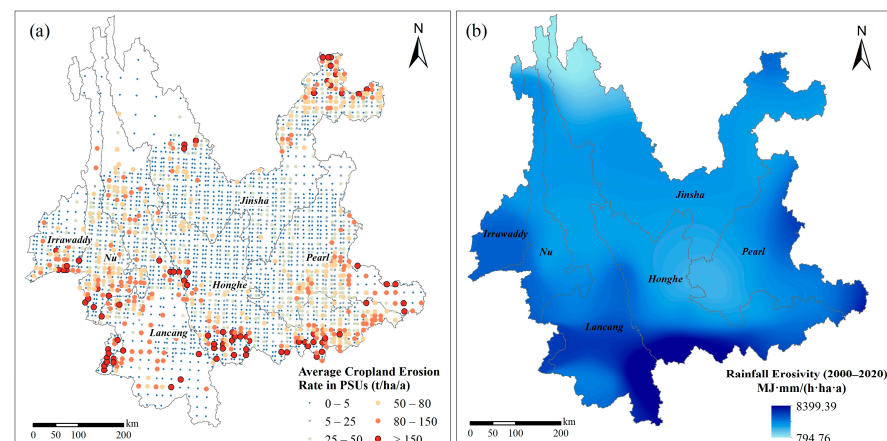 (a)
N
Jinsha
Irrawaddy
Nu
Pearl
Honghe
Lancang
Average Cropland Erosion
Rate in PSUs (t/ha/a)
0 – 5
50 – 80
5 – 25
80 – 150
25 – 50
> 150
km
0 50 100 200
(b)
N
Jinsha
Irrawaddy
Nu
Pearl
Honghe
Lancang
Rainfall Erosivity (2000–2020)
MJ·mm/(h·ha·a)
8399.39
794.76
km
0 50 100 200